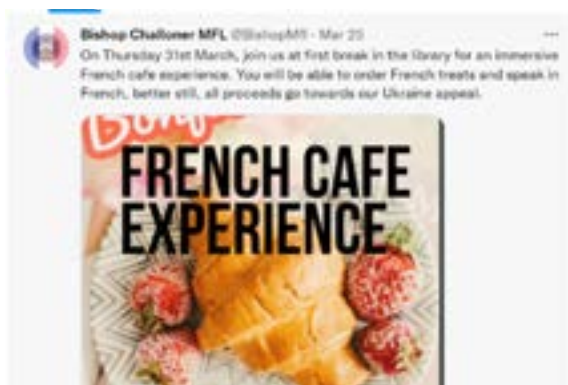 Bishop Challoner MFL @BishopMfl · Mar 25
On Thursday 31st March, join us at first break in the library for an immersive
French cafe experience. You will be able to order French treats and speak in
French, better still, all proceeds go towards our Ukraine appeal.
FRENCH CAFE
EXPERIENCE